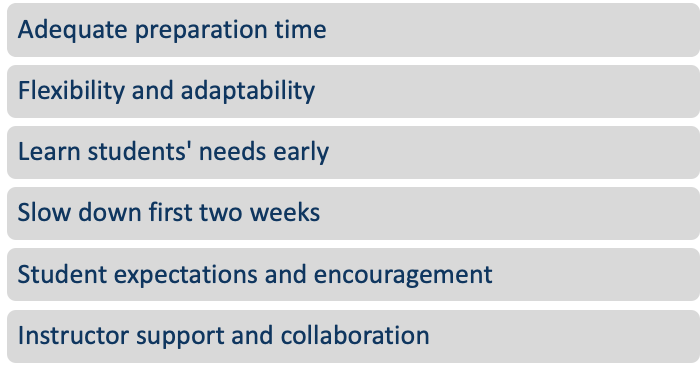 Adequate preparation time
Flexibility and adaptability
Learn students' needs early
Slow down first two weeks
Student expectations and encouragement
Instructor support and collaboration